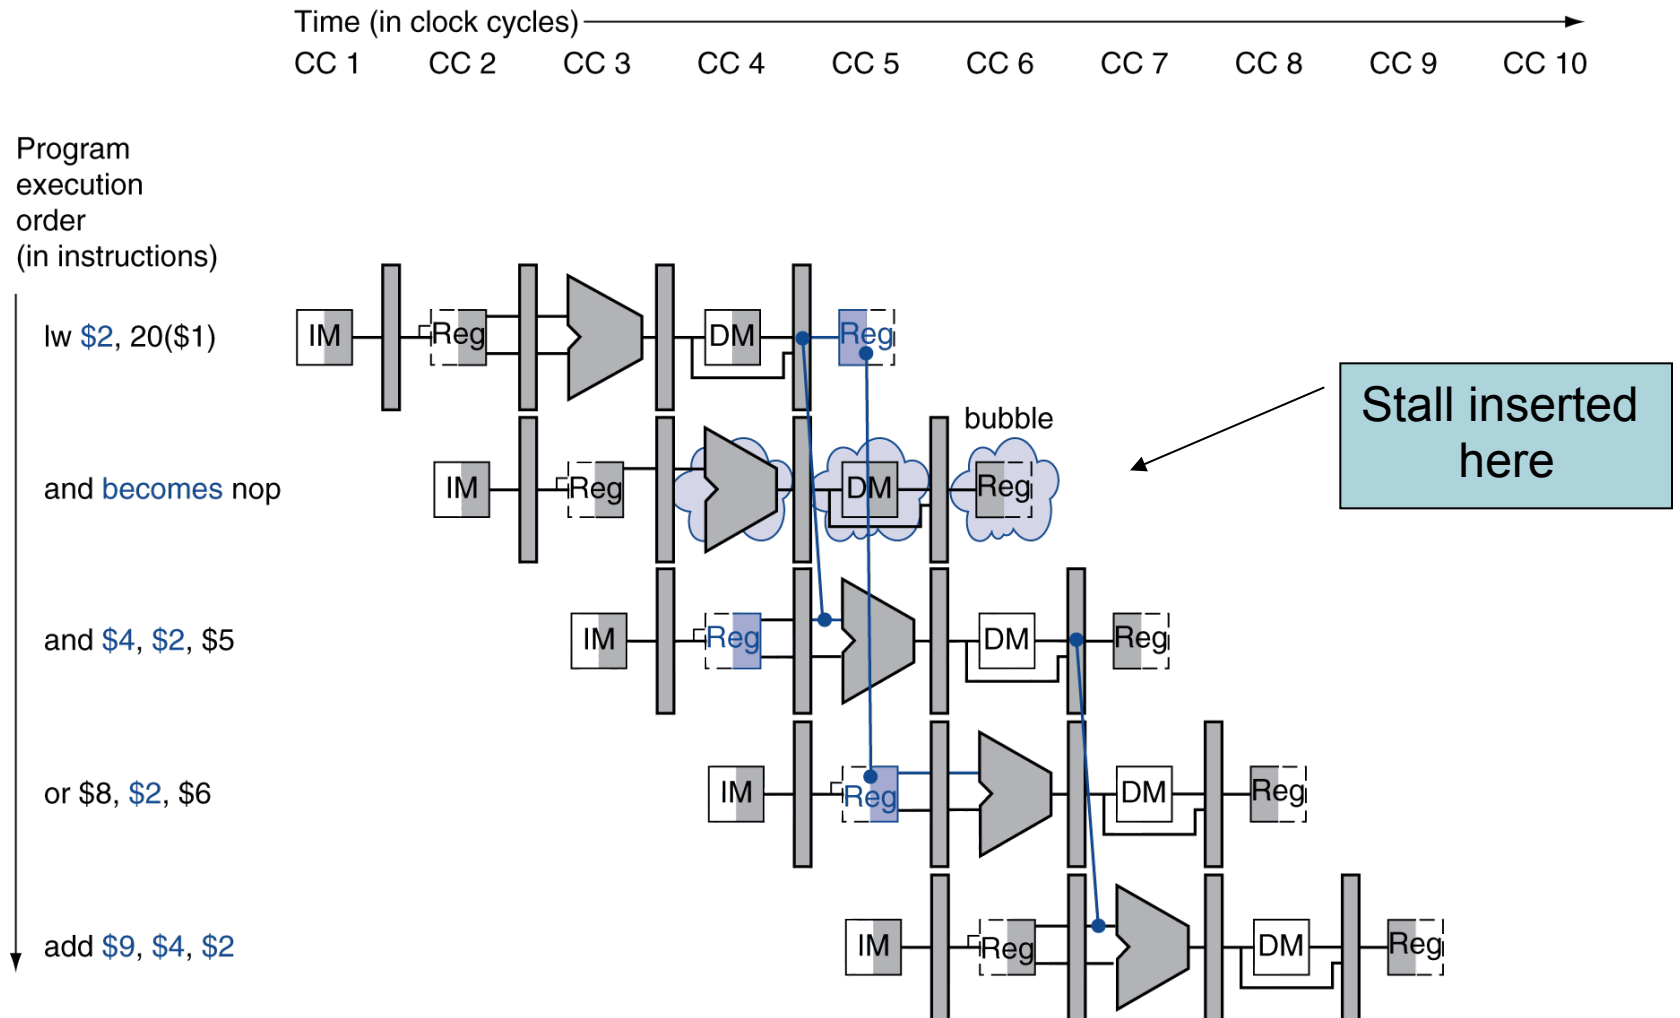 Time (in clock cycles)
CC 1 CC 2 CC 3 CC 4 CC 5 CC 6 CC 7 CC 8 CC 9 CC 10
Program
execution
order
(in instructions)
lw $2, 20($1) IM Reg DM Reg
Stall inserted
here
bubble
and becomes nop IM Reg DM Reg
and $4, $2, $5 IM Reg DM Reg
or $8, $2, $6 IM Reg DM Reg
add $9, $4, $2 IM Reg DM Reg